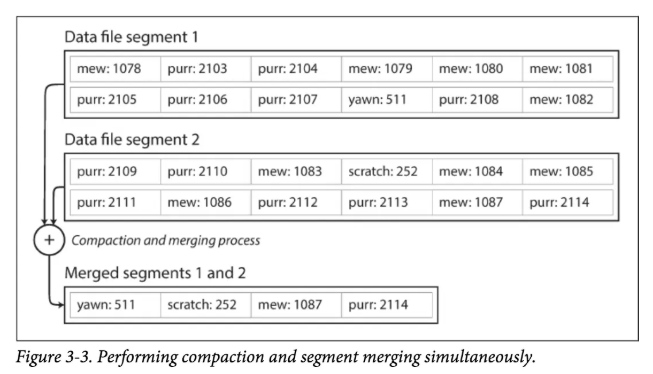 Data file segment 1
mew: 1078 purr: 2103 purr: 2104 mew: 1079 mew: 1080 mew: 1081
purr: 2105 purr: 2106 purr: 2107 yawn: 511 purr: 2108 mew: 1082
Data file segment 2
purr: 2109 purr: 2110 mew: 1083 scratch: 252 mew: 1084 mew: 1085
purr: 2111 mew: 1086 purr: 2112 purr: 2113 mew: 1087 purr: 2114
+ Compaction and merging process
Merged segments 1 and 2
yawn: 511 scratch: 252 mew: 1087 purr: 2114
Figure 3-3. Performing compaction and segment merging simultaneously.